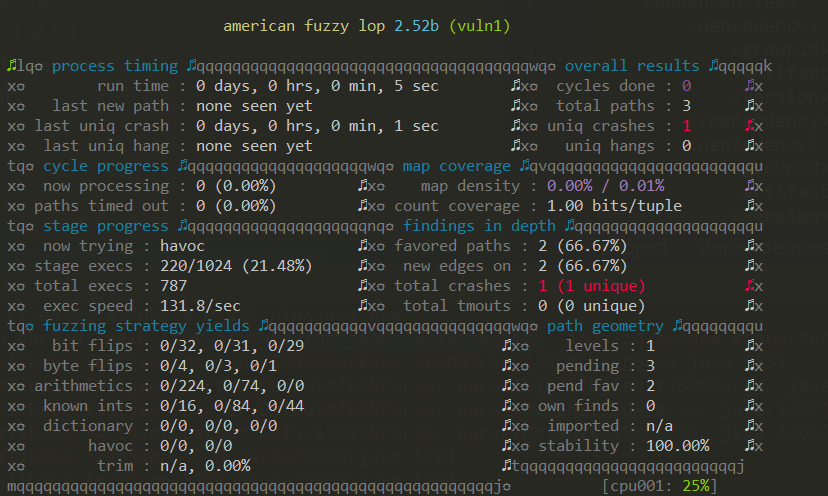 american fuzzy lop 2.52b (vuln1)
♬lq¤ process timing ♬qqqqqqqqqqqqqqqqqqqqqqqqqqqqqqqqqqqqqwq¤ overall results ♬qqqqqk
x¤ run time : 0 days, 0 hrs, 0 min, 5 sec ♬x¤ cycles done : 0 ♬x
x¤ last new path : none seen yet ♬x¤ total paths : 3 ♬x
x¤ last uniq crash : 0 days, 0 hrs, 0 min, 1 sec ♬x¤ uniq crashes : 1 ♬x
x¤ last uniq hang : none seen yet ♬x¤ uniq hangs : 0 ♬x
tq¤ cycle progress ♬qqqqqqqqqqqqqqqqqqqqwq¤ map coverage ♬qvqqqqqqqqqqqqqqqqqqqqqqqu
x¤ now processing : 0 (0.00%) ♬x¤ map density : 0.00% / 0.01% ♬x
x¤ paths timed out : 0 (0.00%) ♬x¤ count coverage : 1.00 bits/tuple ♬x
tq¤ stage progress ♬qqqqqqqqqqqqqqqqqqqqnq¤ findings in depth ♬qqqqqqqqqqqqqqqqqqqqu
x¤ now trying : havoc ♬x¤ favored paths : 2 (66.67%) ♬x
x¤ stage execs : 220/1024 (21.48%) ♬x¤ new edges on : 2 (66.67%) ♬x
x¤ total execs : 787 ♬x¤ total crashes : 1 (1 unique) ♬x
x¤ exec speed : 131.8/sec ♬x¤ total tmouts : 0 (0 unique) ♬x
tq¤ fuzzing strategy yields ♬qqqqqqqqqqqvqqqqqqqqqqqqqqqwq¤ path geometry ♬qqqqqqqqu
x¤ bit flips : 0/32, 0/31, 0/29 ♬x¤ levels : 1 ♬x
x¤ byte flips : 0/4, 0/3, 0/1 ♬x¤ pending : 3 ♬x
x¤ arithmetics : 0/224, 0/74, 0/0 ♬x¤ pend fav : 2 ♬x
x¤ known ints : 0/16, 0/84, 0/44 ♬x¤ own finds : 0 ♬x
x¤ dictionary : 0/0, 0/0, 0/0 ♬x¤ imported : n/a ♬x
x¤ havoc : 0/0, 0/0 ♬x¤ stability : 100.00% ♬x
x¤ trim : n/a, 0.00% ♬tqqqqqqqqqqqqqqqqqqqqqqqqj
mqqqqqqqqqqqqqqqqqqqqqqqqqqqqqqqqqqqqqqqqqqqqqqqqqqqqqj¤ [cpu001: 25%]